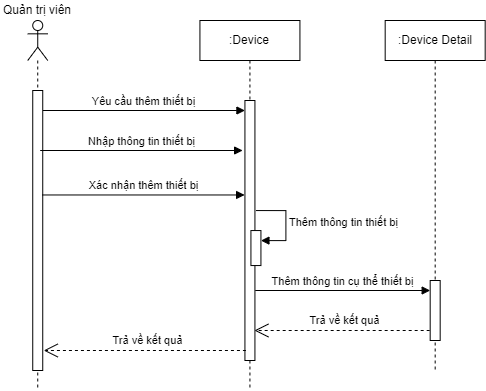 Quản trị viên
:Device
:Device Detail
Yêu cầu thêm thiết bị
Nhập thông tin thiết bị
Xác nhận thêm thiết bị
Thêm thông tin thiết bị
Thêm thông tin cụ thể thiết bị
Trả về kết quả
Trả về kết quả